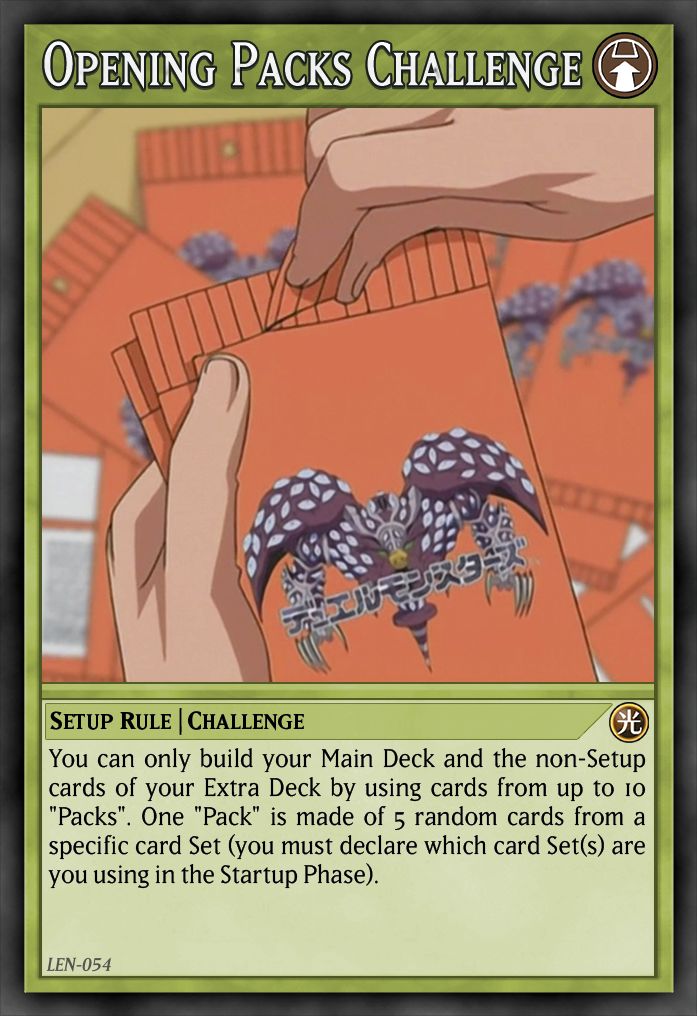 Opening Packs Challenge
デュエルモンスターズ
Setup Rule | Challenge
光
You can only build your Main Deck and the non-Setup
cards of your Extra Deck by using cards from up to 10
"Packs". One "Pack" is made of 5 random cards from a
specific card Set (you must declare which card Set(s) are
you using in the Startup Phase).
LEN-054